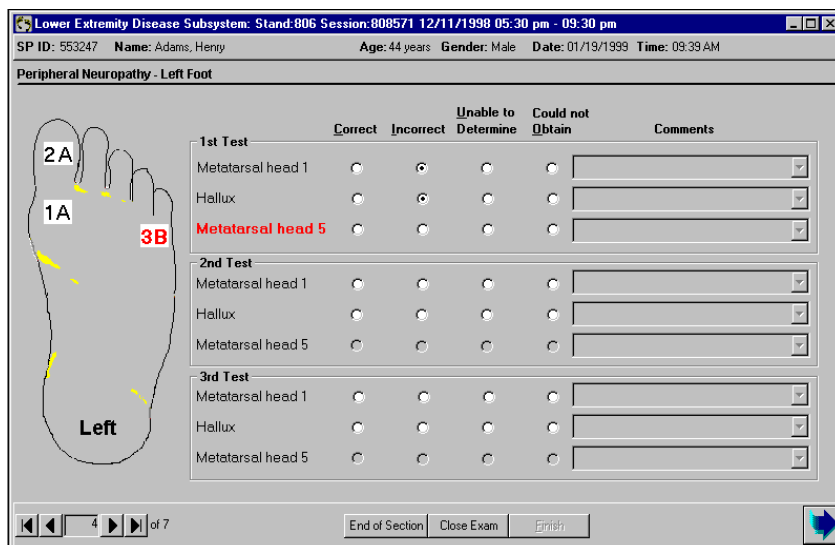 Lower Extremity Disease Subsystem: Stand:806 Session:808571 12/11/1998 05:30 pm - 09:30 pm
SP ID: 553247 Name: Adams, Henry Age: 44 years Gender: Male Date: 01/19/1999 Time: 09:39 AM
Peripheral Neuropathy - Left Foot
Correct Incorrect Unable to Determine Could not Obtain Comments
1st Test
Metatarsal head 1
Hallux
Metatarsal head 5
2nd Test
Metatarsal head 1
Hallux
Metatarsal head 5
3rd Test
Metatarsal head 1
Hallux
Metatarsal head 5
2A
1A
3B
Left
4 of 7
End of Section Close Exam Finish